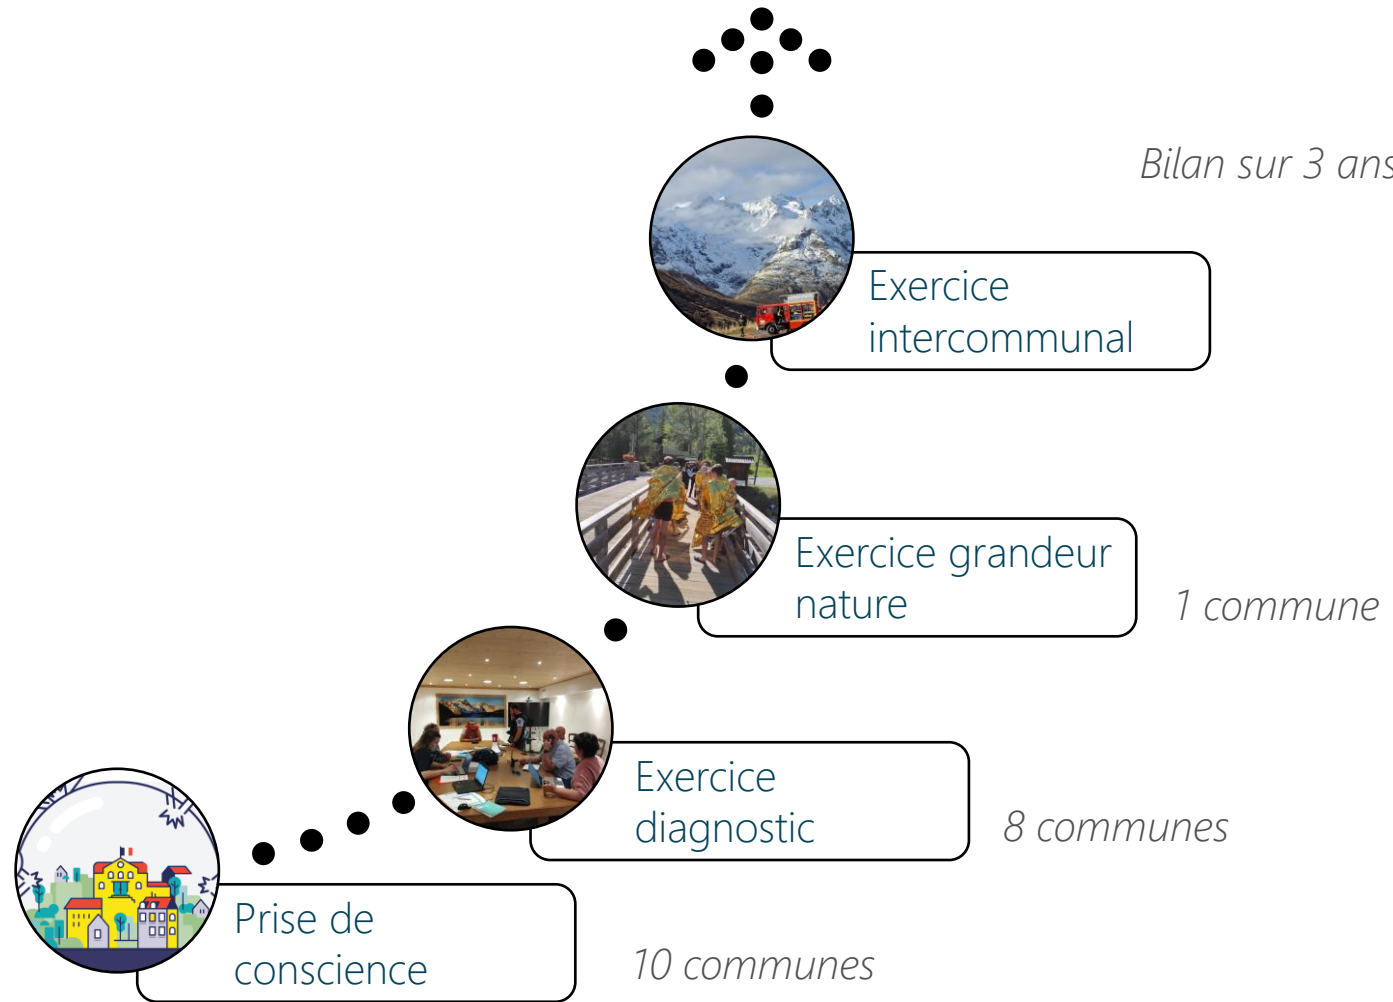 Bilan sur 3 ans
Exercice
intercommunal
Exercice grandeur
nature
1 commune
Exercice
diagnostic
8 communes
Prise de
conscience
10 communes